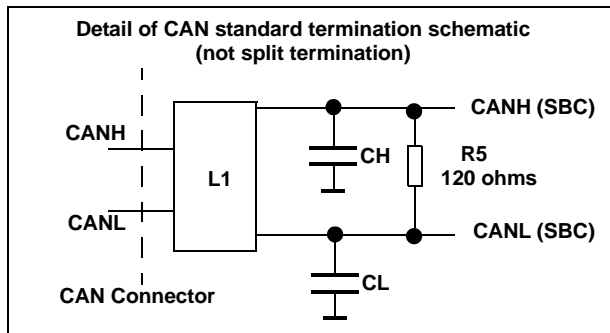 Detail of CAN standard termination schematic
(not split termination)
CANH
CANL
CAN Connector
L1
CH
CL
R5
120 ohms
CANH (SBC)
CANL (SBC)